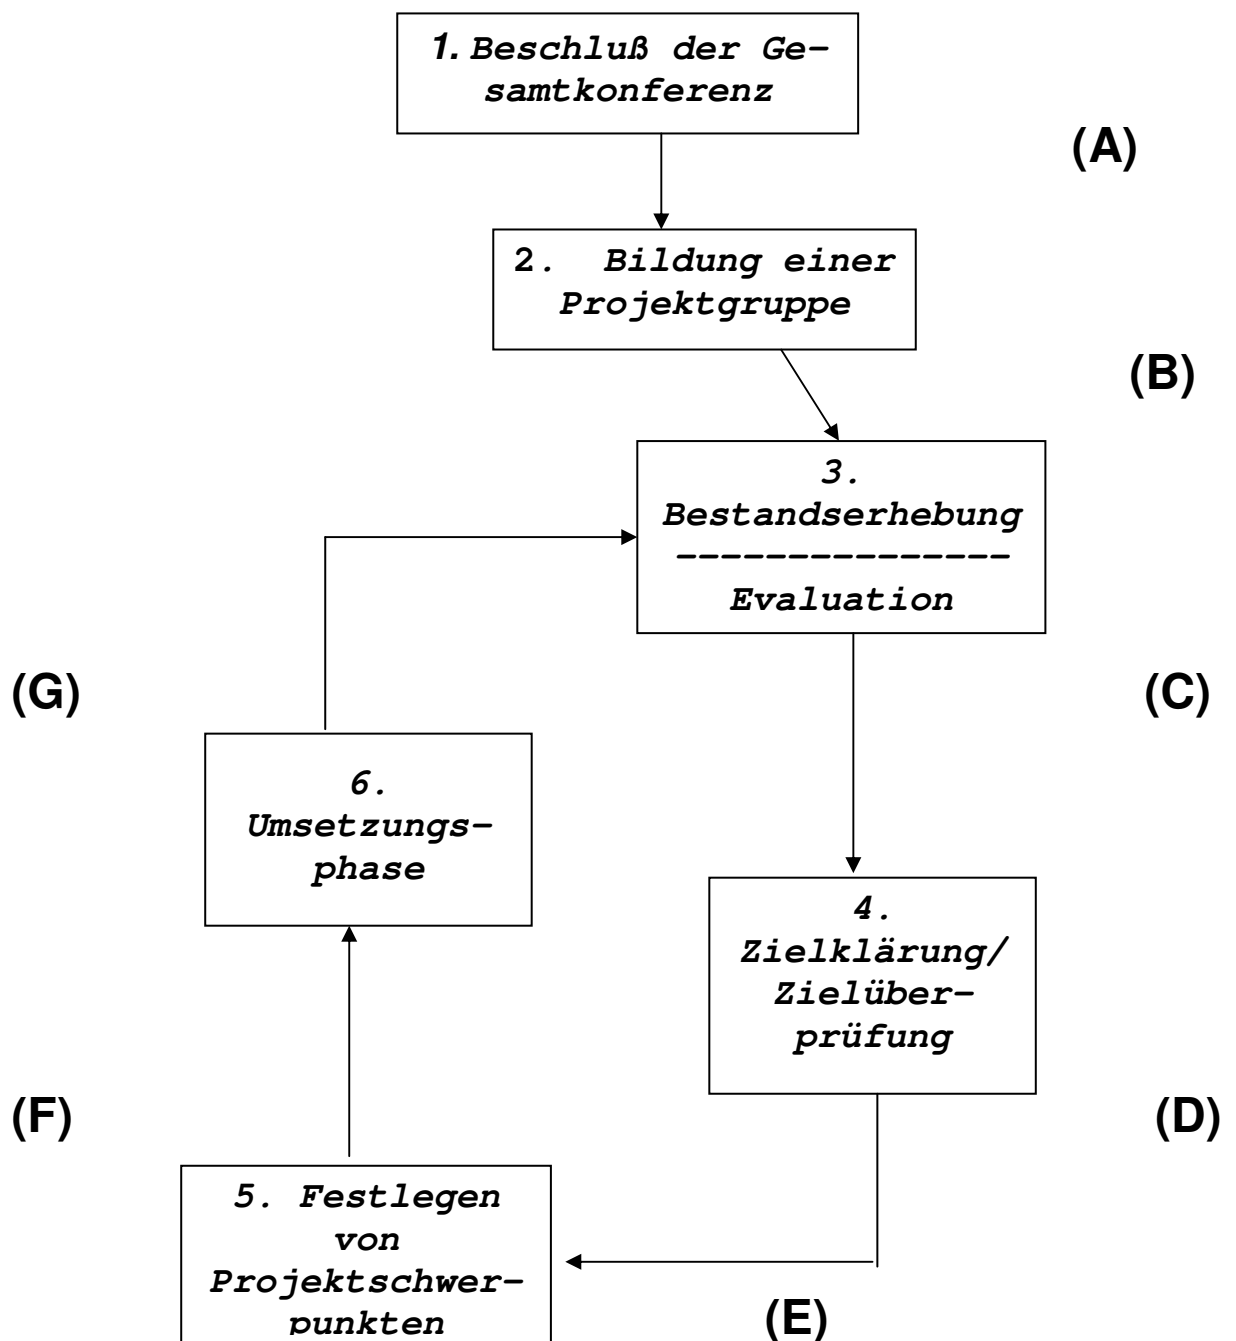 1. Beschluß der Ge-
samtkonferenz
(A)
2. Bildung einer
Projektgruppe
(B)
3.
Bestandserhebung
---------------
Evaluation
(G)
(C)
6.
Umsetzungs-
phase
4.
Zielklärung/
Zielüber-
prüfung
(F)
(D)
5. Festlegen
von
Projektschwer-
punkten
(E)